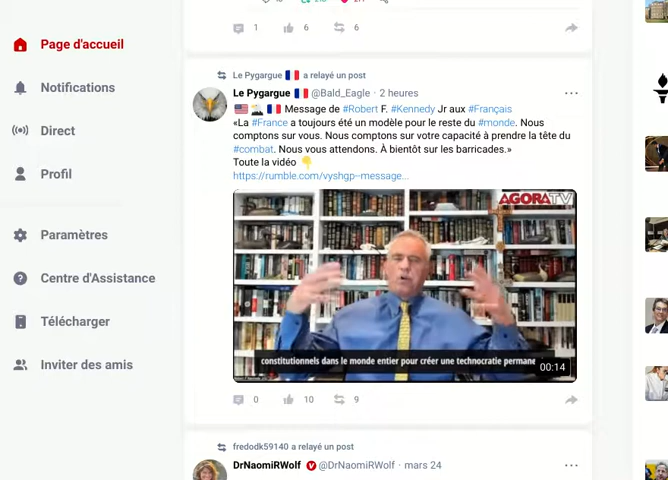 1 6 6
Page d'accueil
Notifications
Direct
Profil
Paramètres
Centre d'Assistance
Télécharger
Inviter des amis
Le Pygargue 🇫🇷 a relayé un post
Le Pygargue 🇫🇷 @Bald_Eagle · 2 heures
Message de #Robert F. #Kennedy Jr aux #Français
«La #France a toujours été un modèle pour le reste du #monde. Nous
comptons sur vous. Nous comptons sur votre capacité à prendre la tête du
#combat. Nous vous attendons. À bientôt sur les barricades.»
Toute la vidéo 👇
https://rumble.com/vyshgp--message...
AGORA TV
constitutionnels dans le monde entier pour créer une technocratie permane
00:14
0 10 9
fredodk59140 a relayé un post
DrNaomiRWolf @DrNaomiRWolf · mars 24